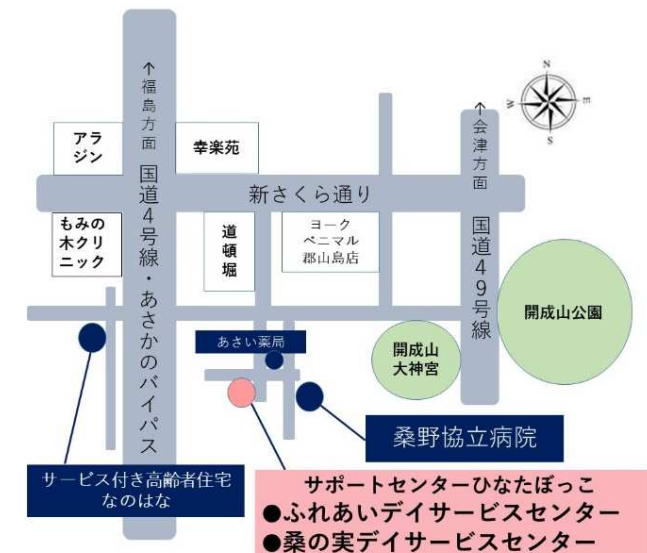 ↑福島方面
国道4号線・あさかのバイパス
アラ
ジン
幸楽苑
N
E
S
W
↑会津方面
国道49号線
新さくら通り
もみの
木クリ
ニック
道頓堀
ヨーク
ベニマル
郡山島店
開成山公園
あさい薬局
開成山
大神宮
桑野協立病院
サービス付き高齢者住宅
なのはな
サポートセンターひなたぼっこ
●ふれあいデイサービスセンター
●桑の実デイサービスセンター